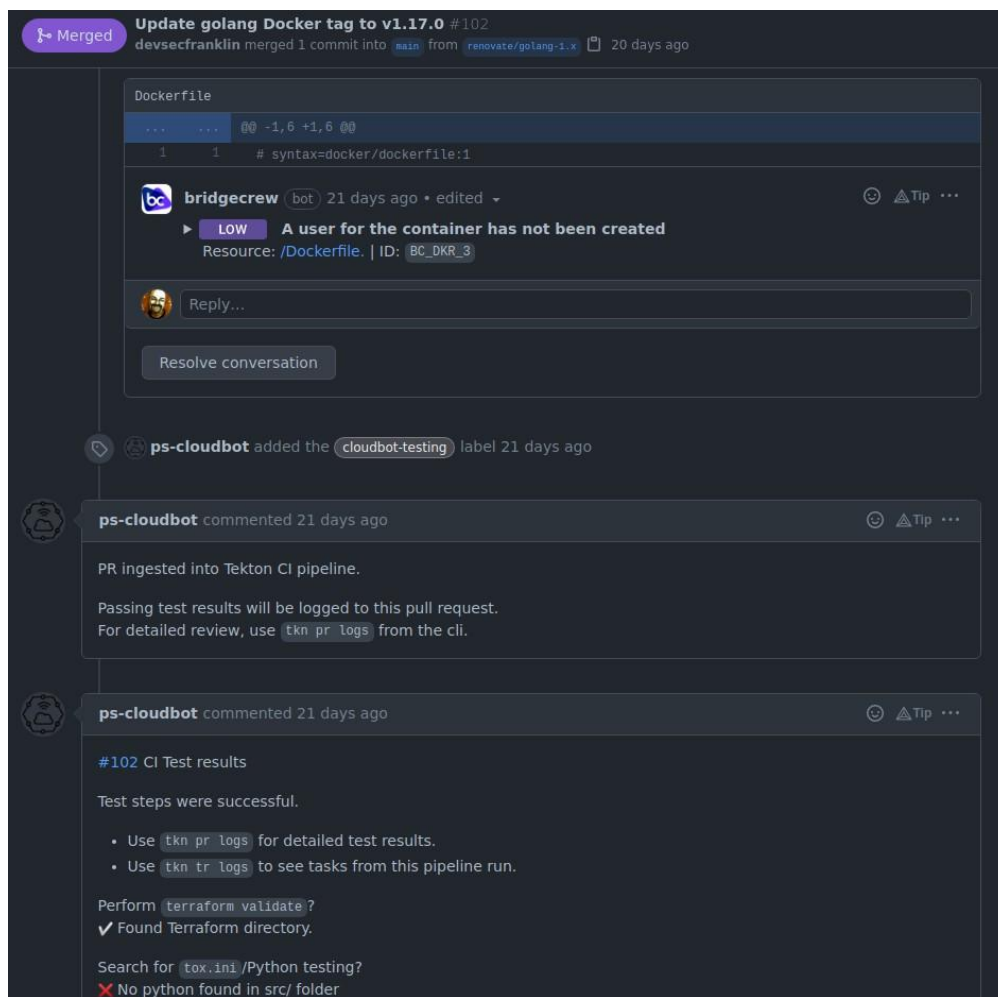 Merged
Update golang Docker tag to v1.17.0 #102
devsecfranklin merged 1 commit into main from renovate/golang-1.x 20 days ago
Dockerfile
... ... @@ -1,6 +1,6 @@
1 1 # syntax=docker/dockerfile:1
bc bridgecrew bot 21 days ago • edited
Tip ...
LOW A user for the container has not been created
Resource: /Dockerfile. | ID: BC_DKR_3
Reply...
Resolve conversation
ps-cloudbot added the cloudbot-testing label 21 days ago
ps-cloudbot commented 21 days ago
Tip ...
PR ingested into Tekton CI pipeline.
Passing test results will be logged to this pull request.
For detailed review, use tkn pr logs from the cli.
ps-cloudbot commented 21 days ago
Tip ...
#102 CI Test results
Test steps were successful.
• Use tkn pr logs for detailed test results.
• Use tkn tr logs to see tasks from this pipeline run.
Perform terraform validate?
✔ Found Terraform directory.
Search for tox.ini/Python testing?
❌ No python found in src/ folder